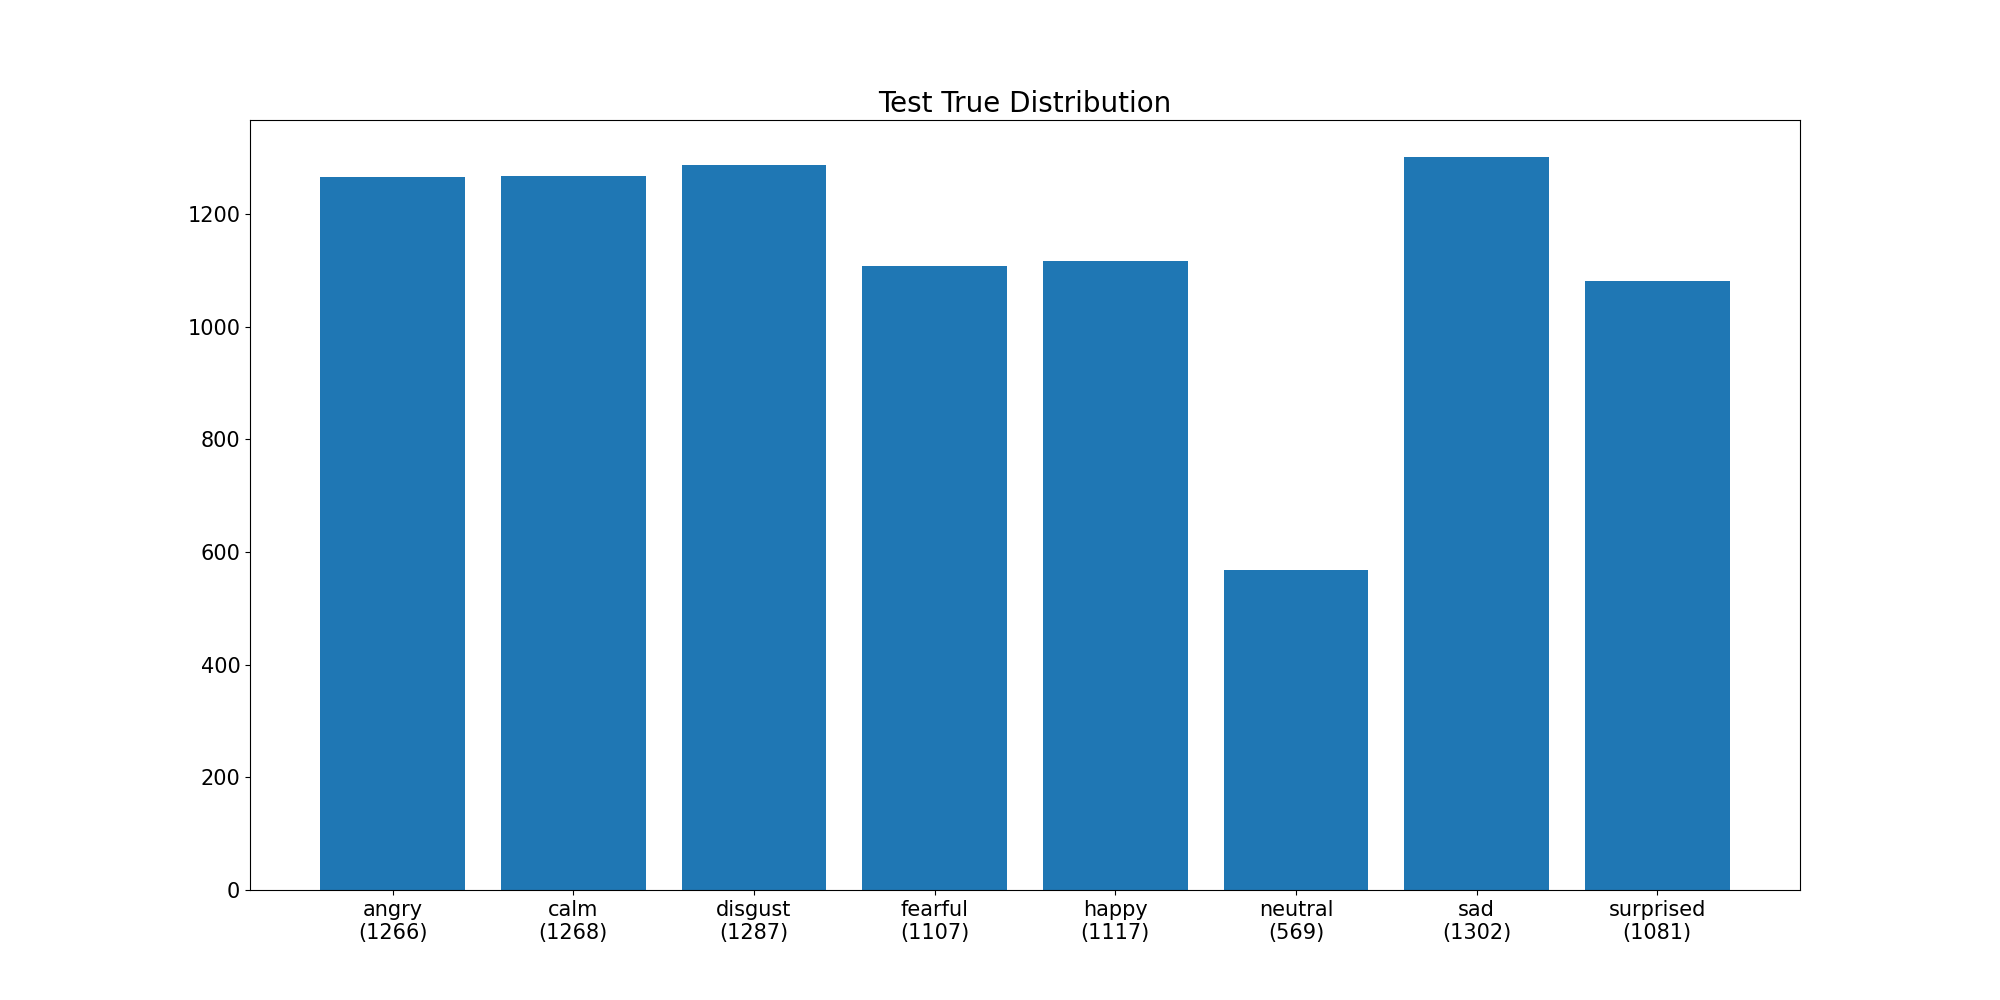 Test True Distribution
1200
1000
800
600
400
200
0
angry calm disgust fearful happy neutral sad surprised
(1266) (1268) (1287) (1107) (1117) (569) (1302) (1081)